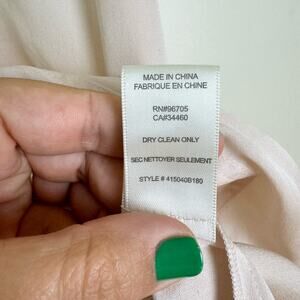 MADE IN CHINA
FABRIQUE EN CHINE
RN#96705
CA#34460
DRY CLEAN ONLY
SEC NETTOYER SEULEMENT
STYLE # 415040B180